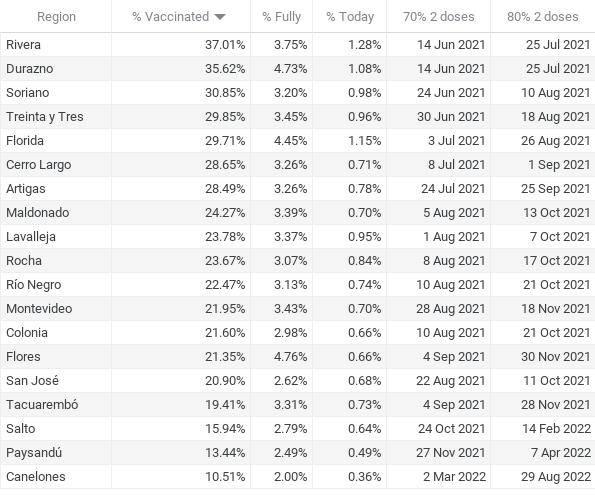 Region % Vaccinated % Fully % Today 70% 2 doses 80% 2 doses
Rivera 37.01% 3.75% 1.28% 14 Jun 2021 25 Jul 2021
Durazno 35.62% 4.73% 1.08% 14 Jun 2021 25 Jul 2021
Soriano 30.85% 3.20% 0.98% 24 Jun 2021 10 Aug 2021
Treinta y Tres 29.85% 3.45% 0.96% 30 Jun 2021 18 Aug 2021
Florida 29.71% 4.45% 1.15% 3 Jul 2021 26 Aug 2021
Cerro Largo 28.65% 3.26% 0.71% 8 Jul 2021 1 Sep 2021
Artigas 28.49% 3.26% 0.78% 24 Jul 2021 25 Sep 2021
Maldonado 24.27% 3.39% 0.70% 5 Aug 2021 13 Oct 2021
Lavalleja 23.78% 3.37% 0.95% 1 Aug 2021 7 Oct 2021
Rocha 23.67% 3.07% 0.84% 8 Aug 2021 17 Oct 2021
Río Negro 22.47% 3.13% 0.74% 10 Aug 2021 21 Oct 2021
Montevideo 21.95% 3.43% 0.70% 28 Aug 2021 18 Nov 2021
Colonia 21.60% 2.98% 0.66% 10 Aug 2021 21 Oct 2021
Flores 21.35% 4.76% 0.66% 4 Sep 2021 30 Nov 2021
San José 20.90% 2.62% 0.68% 22 Aug 2021 11 Oct 2021
Tacuarembó 19.41% 3.31% 0.73% 4 Sep 2021 28 Nov 2021
Salto 15.94% 2.79% 0.64% 24 Oct 2021 14 Feb 2022
Paysandú 13.44% 2.49% 0.49% 27 Nov 2021 7 Apr 2022
Canelones 10.51% 2.00% 0.36% 2 Mar 2022 29 Aug 2022